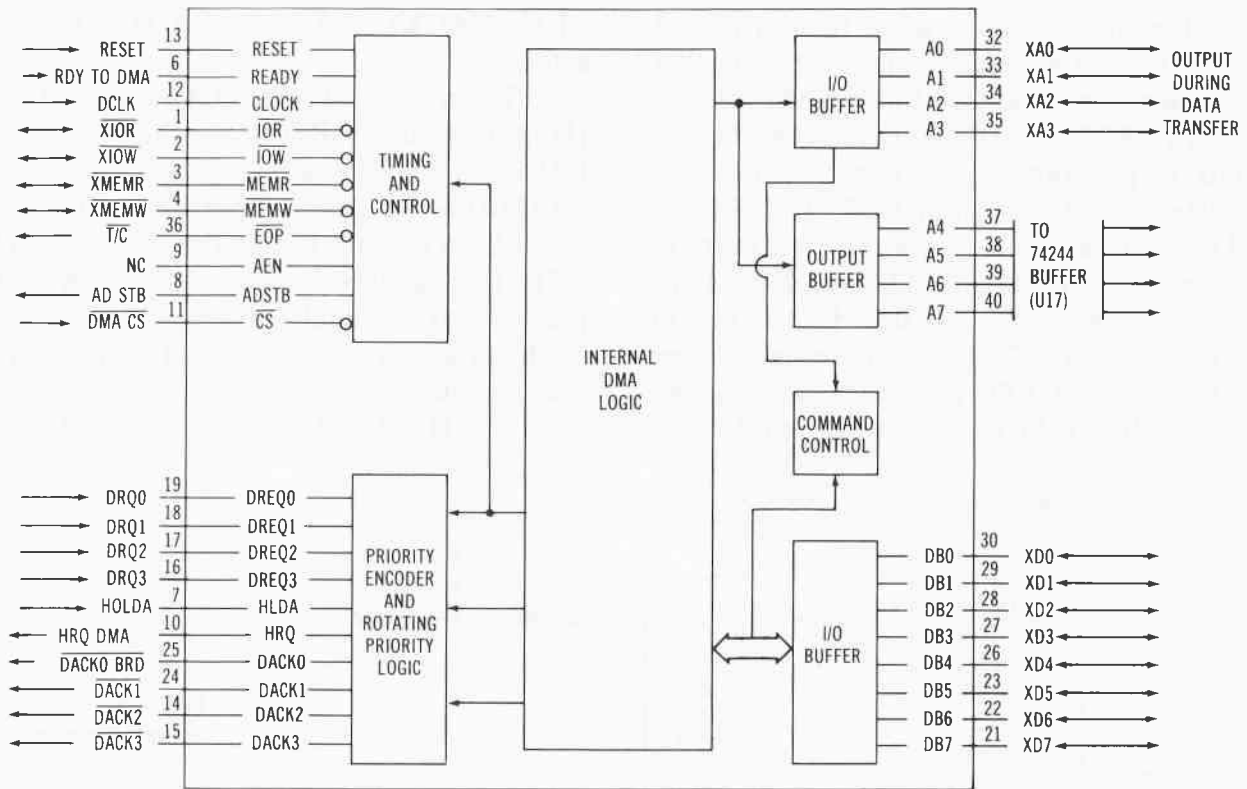 13
RESET RESET
6
RDY TO DMA READY
12
DCLK CLOCK
1
XIOR IOR
2
XIOW IOW
3
XMEMR MEMR
4
XMEMW MEMW
36
T/C EOP
9
NC AEN
8
AD STB ADSTB
11
DMA CS CS
TIMING
AND
CONTROL
19
DRQ0 DREQ0
18
DRQ1 DREQ1
17
DRQ2 DREQ2
16
DRQ3 DREQ3
7
HOLDA HLDA
10
HRQ DMA HRQ
25
DACK0 BRD DACK0
24
DACK1 DACK1
14
DACK2 DACK2
15
DACK3 DACK3
PRIORITY
ENCODER
AND
ROTATING
PRIORITY
LOGIC
INTERNAL
DMA
LOGIC
I/O
BUFFER
A0 32 XA0
A1 33 XA1
A2 34 XA2
A3 35 XA3
OUTPUT
DURING
DATA
TRANSFER
OUTPUT
BUFFER
A4 37
A5 38
A6 39
A7 40
TO
74244
BUFFER
(U17)
COMMAND
CONTROL
I/O
BUFFER
DB0 30 XD0
DB1 29 XD1
DB2 28 XD2
DB3 27 XD3
DB4 26 XD4
DB5 23 XD5
DB6 22 XD6
DB7 21 XD7